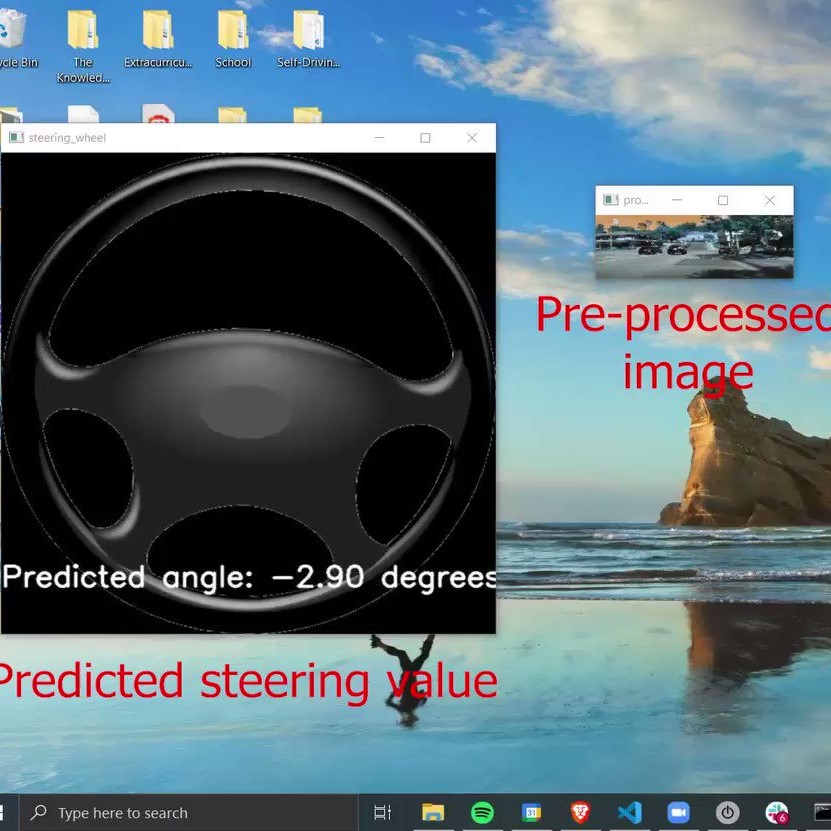 ycle Bin
The
Knowled...
Extracurricu...
School
Self-Drivin...
steering_wheel
pro...
Pre-processed
image
Predicted angle: −2.90 degrees
Predicted steering value
Type here to search
31
6